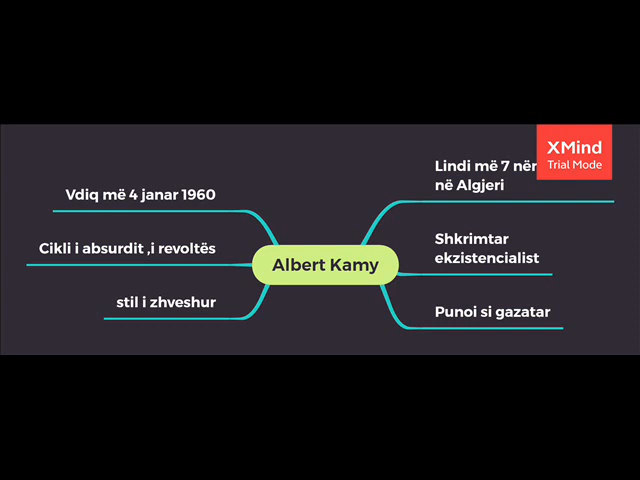 XMind
Trial Mode
Lindi më 7 nën
në Algjeri
Vdiq më 4 janar 1960
Shkrimtar
ekzistencialist
Cikli i absurdit ,i revoltës
Albert Kamy
stil i zhveshur
Punoi si gazatar